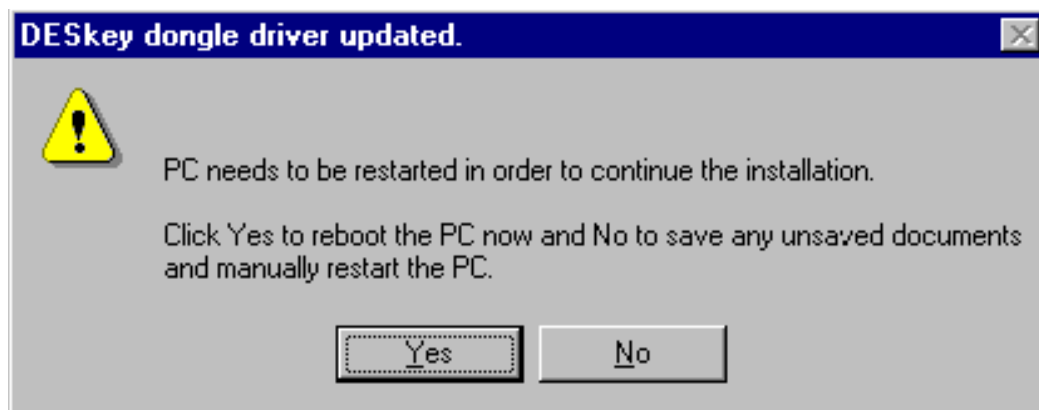 DESkey dongle driver updated.
PC needs to be restarted in order to continue the installation.
Click Yes to reboot the PC now and No to save any unsaved documents
and manually restart the PC.
Yes
No